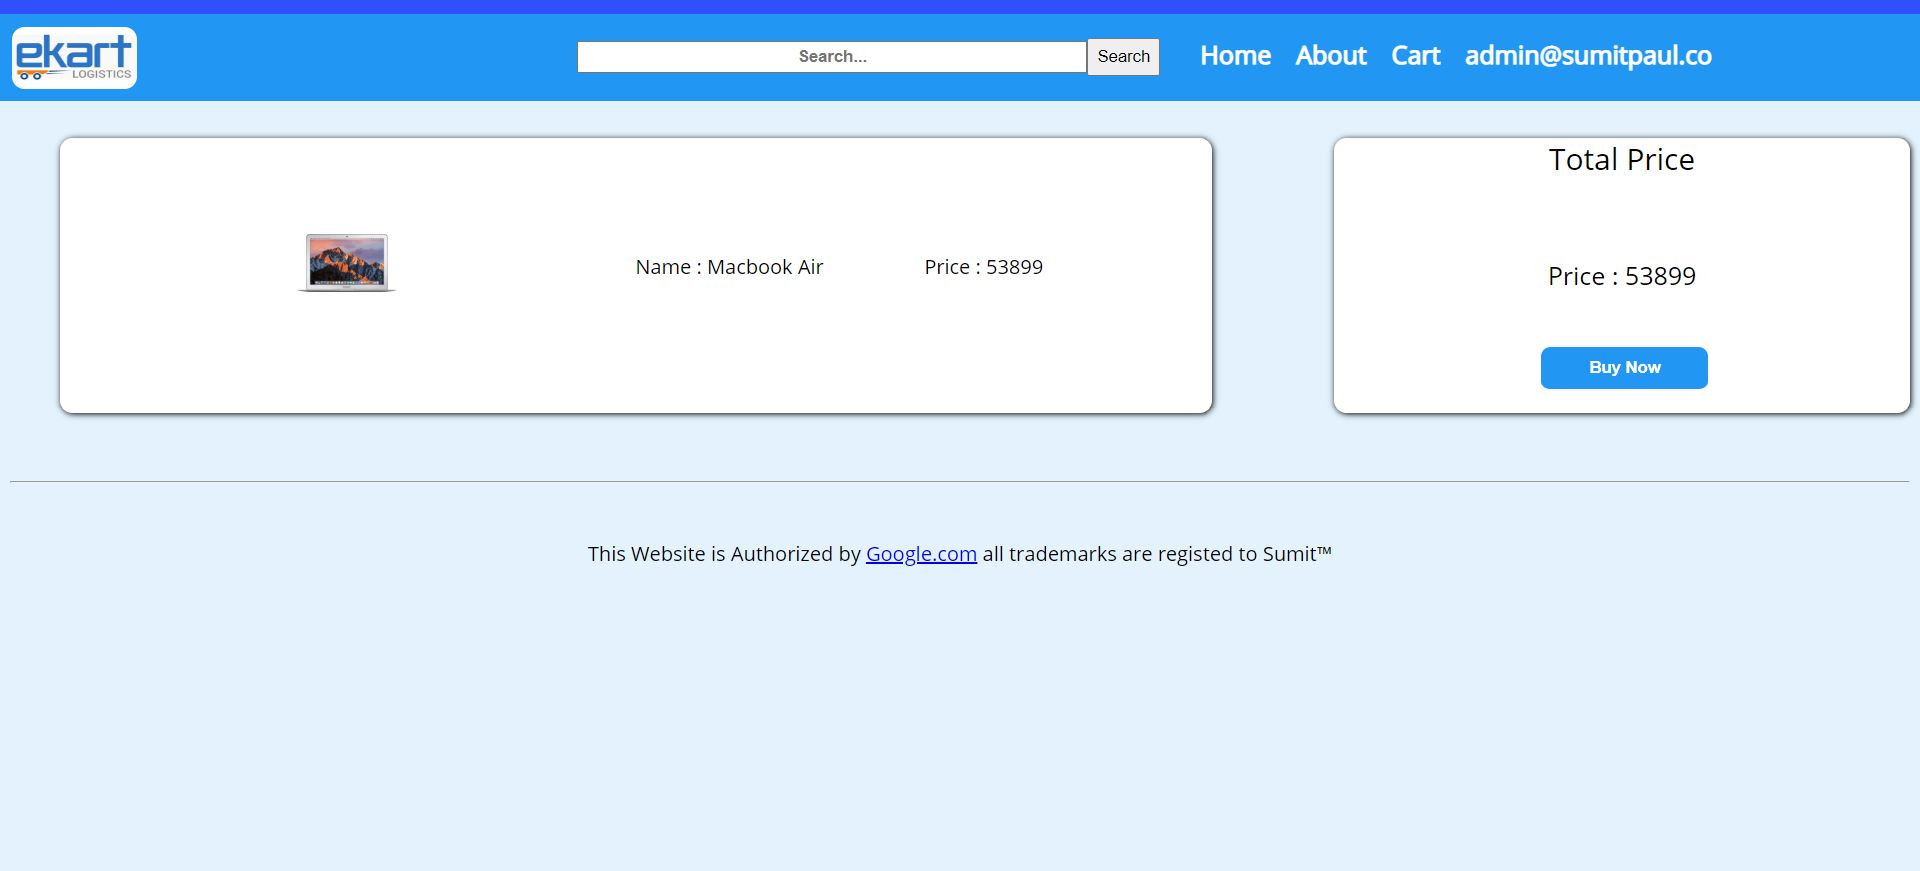 ekart
LOGISTICS
Search...
Search
Home
About
Cart
admin@sumitpaul.co
Name : Macbook Air
Price : 53899
Total Price
Price : 53899
Buy Now
This Website is Authorized by Google.com all trademarks are registed to Sumit™